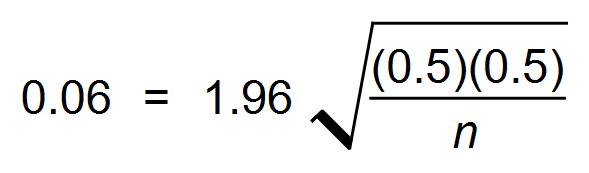 0.06 = 1.96 √((0.5)(0.5)/n)